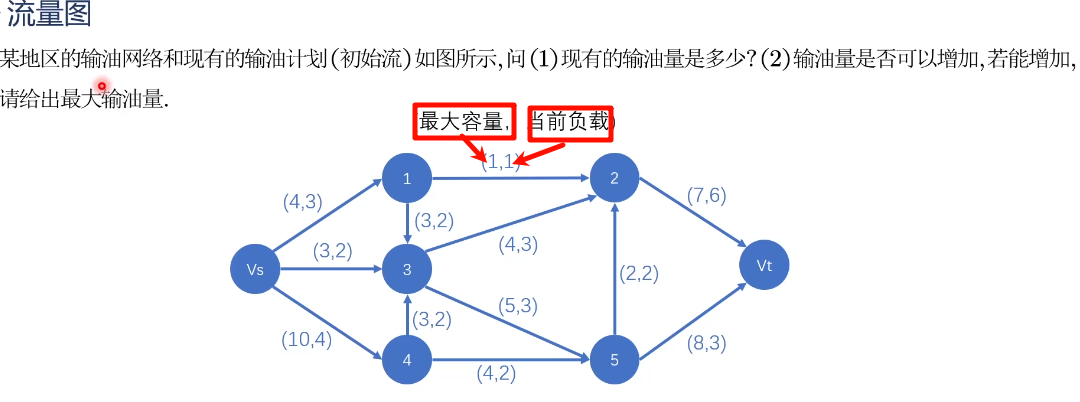 流量图
某地区的输油网络和现有的输油计划(初始流)如图所示,问(1)现有的输油量是多少?(2)输油量是否可以增加,若能增加,
请给出最大输油量.
最大容量, 当前负载)
(1,1)
1
2
(4,3)
(7,6)
(3,2)
(3,2)
(4,3)
Vs
3
(2,2)
Vt
(5,3)
(3,2)
(10,4)
(8,3)
4
(4,2)
5